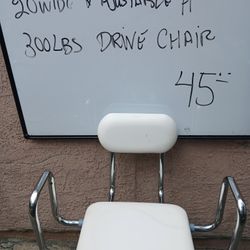 20WIDE & ADJUSTABLE H
300LBS DRIVE CHAIR
45